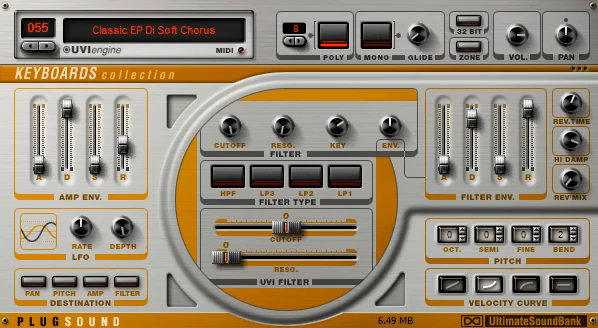 055
Classic EP Di Soft Chorus
UVI engine
MIDI
8
POLY
MONO
GLIDE
32 BIT
ZONE
VOL.
PAN
KEYBOARDS collection
A D S R
AMP ENV.
CUTOFF RESO. KEY ENV.
FILTER
HPF LP3 LP2 LP1
FILTER TYPE
0
CUTOFF
0
RESO.
UVI FILTER
A D S R
FILTER ENV.
REV.TIME
HI DAMP
REV'MIX
RATE DEPTH
LFO
PAN PITCH AMP FILTER
DESTINATION
0 0 0 2
OCT. SEMI FINE BEND
PITCH
VELOCITY CURVE
PLUGSOUND
6.49 MB
UltimateSoundBank